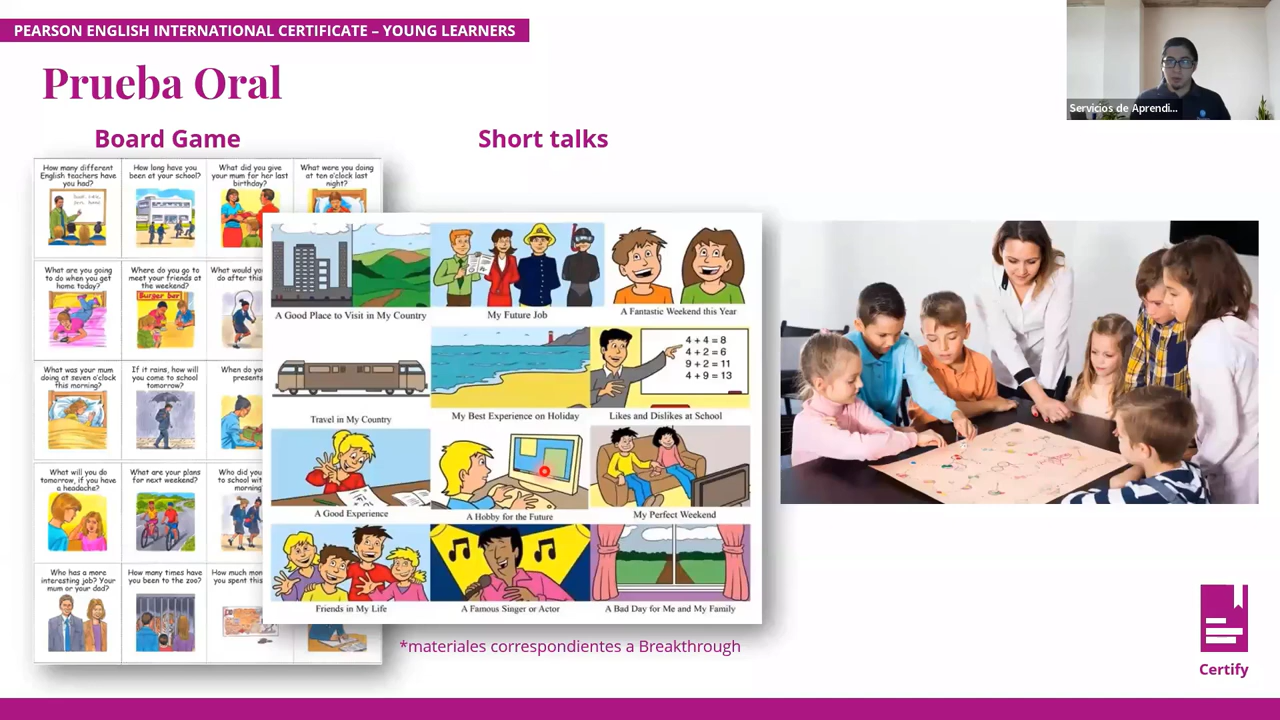 PEARSON ENGLISH INTERNATIONAL CERTIFICATE – YOUNG LEARNERS
Servicios de Aprendi...
Prueba Oral
Board Game
Short talks
How many different
English teachers have
you had?
How long have you
been at your school?
What did you give
your mum for her last
birthday?
What were you doing
at ten o'clock last
night?
What are you going
to do when you get
home today?
Where do you go to
meet your friends at
the weekend?
Burger bar
What would you
do after this
What was your mum
doing at seven o'clock
this morning?
If it rains, how will
you come to school
tomorrow?
When do you
presents
What will you do
tomorrow, if you have
a headache?
What are your plans
for next weekend?
Who did you
to school wit
morning
Who has a more
interesting job? Your
mum or your dad?
How many times have
you been to the zoo?
How much mon
you spent this
A Good Place to Visit in My Country
My Future Job
A Fantastic Weekend this Year
4 + 4 = 8
4 + 2 = 6
9 + 2 = 11
4 + 9 = 13
Travel in My Country
My Best Experience on Holiday
Likes and Dislikes at School
A Good Experience
A Hobby for the Future
My Perfect Weekend
Friends in My Life
A Famous Singer or Actor
A Bad Day for Me and My Family
*materiales correspondientes a Breakthrough
Certify